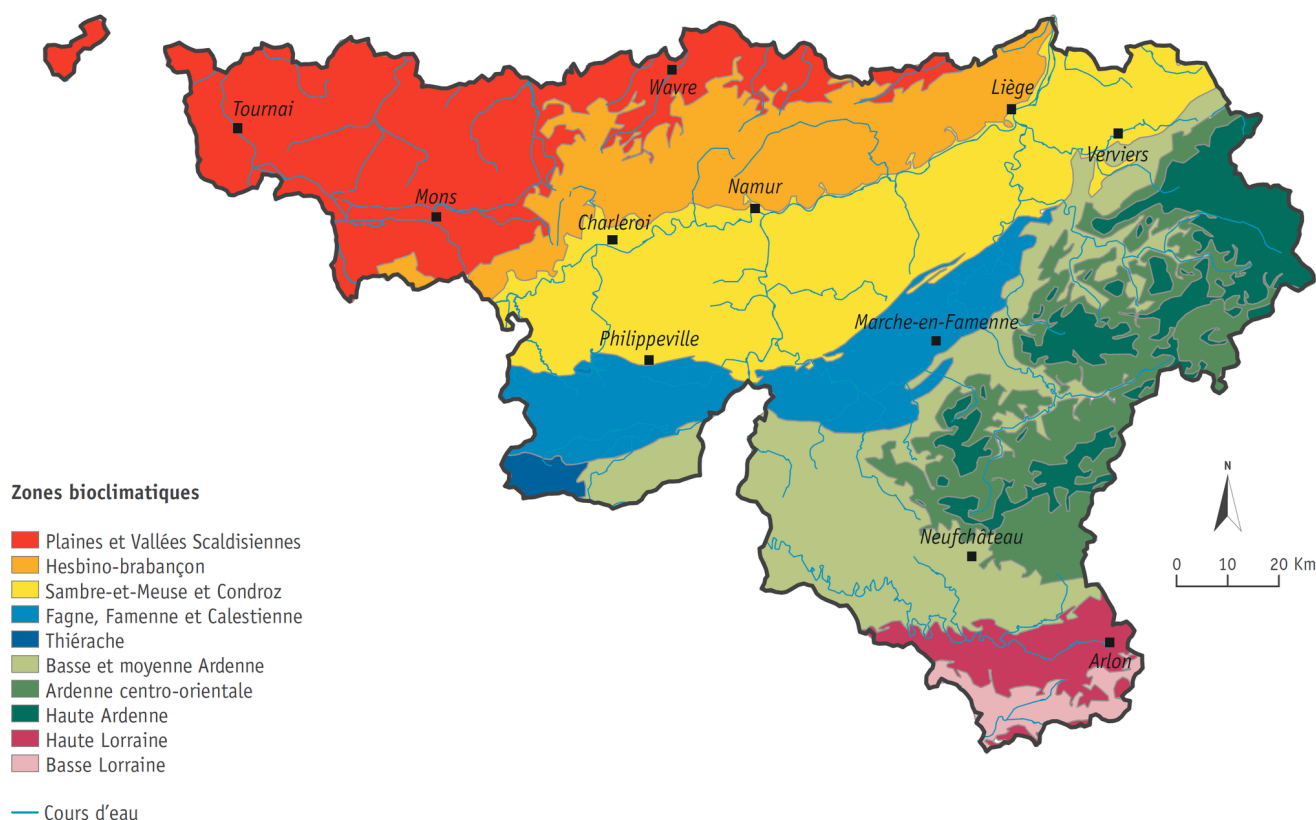 Tournai
Wavre
Liège
Verviers
Mons
Namur
Charleroi
Philippeville
Marche-en-Famenne
Neufchâteau
Arlon
Zones bioclimatiques
Plaines et Vallées Scaldisiennes
Hesbino-brabançon
Sambre-et-Meuse et Condroz
Fagne, Famenne et Calestienne
Thiérache
Basse et moyenne Ardenne
Ardenne centro-orientale
Haute Ardenne
Haute Lorraine
Basse Lorraine
Cours d'eau
N
0 10 20 Km